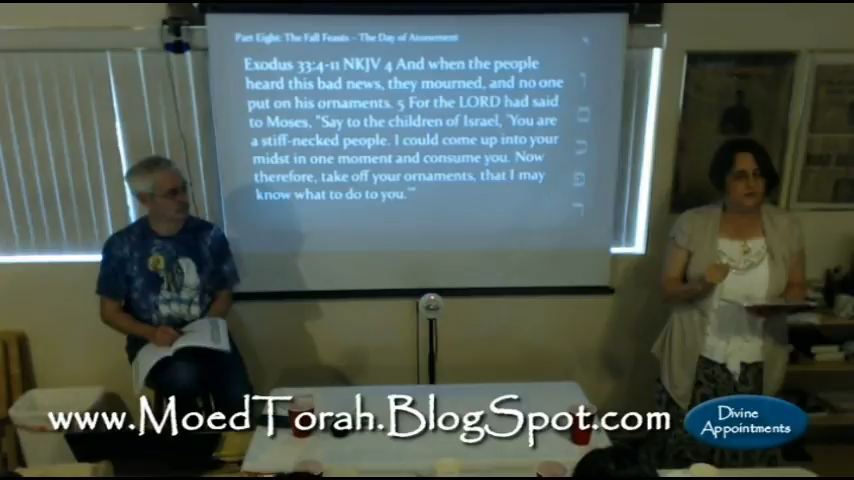 Part Eight: The Fall Feasts – The Day of Atonement
Exodus 33:4-11 NKJV 4 And when the people
heard this bad news, they mourned, and no one
put on his ornaments. 5 For the LORD had said
to Moses, "Say to the children of Israel, 'You are
a stiff-necked people. I could come up into your
midst in one moment and consume you. Now
therefore, take off your ornaments, that I may
know what to do to you.'"
www.MoedTorah.BlogSpot.com
Divine
Appointments